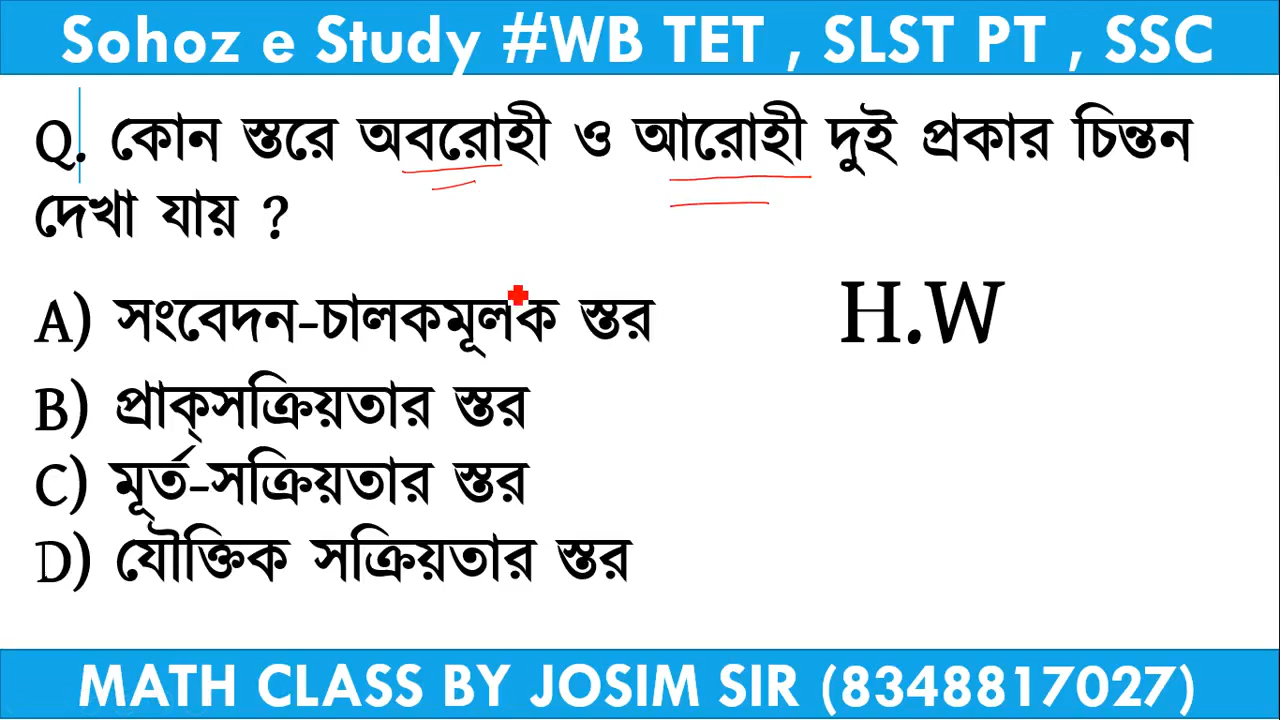 Sohoz e Study #WB TET , SLST PT , SSC
Q. কোন স্তরে অবরোহী ও আরোহী দুই প্রকার চিন্তন
দেখা যায় ?
A) সংবেদন-চালকমূলক স্তর
H.W
B) প্রাক্‌সক্রিয়তার স্তর
C) মূর্ত-সক্রিয়তার স্তর
D) যৌক্তিক সক্রিয়তার স্তর
MATH CLASS BY JOSIM SIR (8348817027)